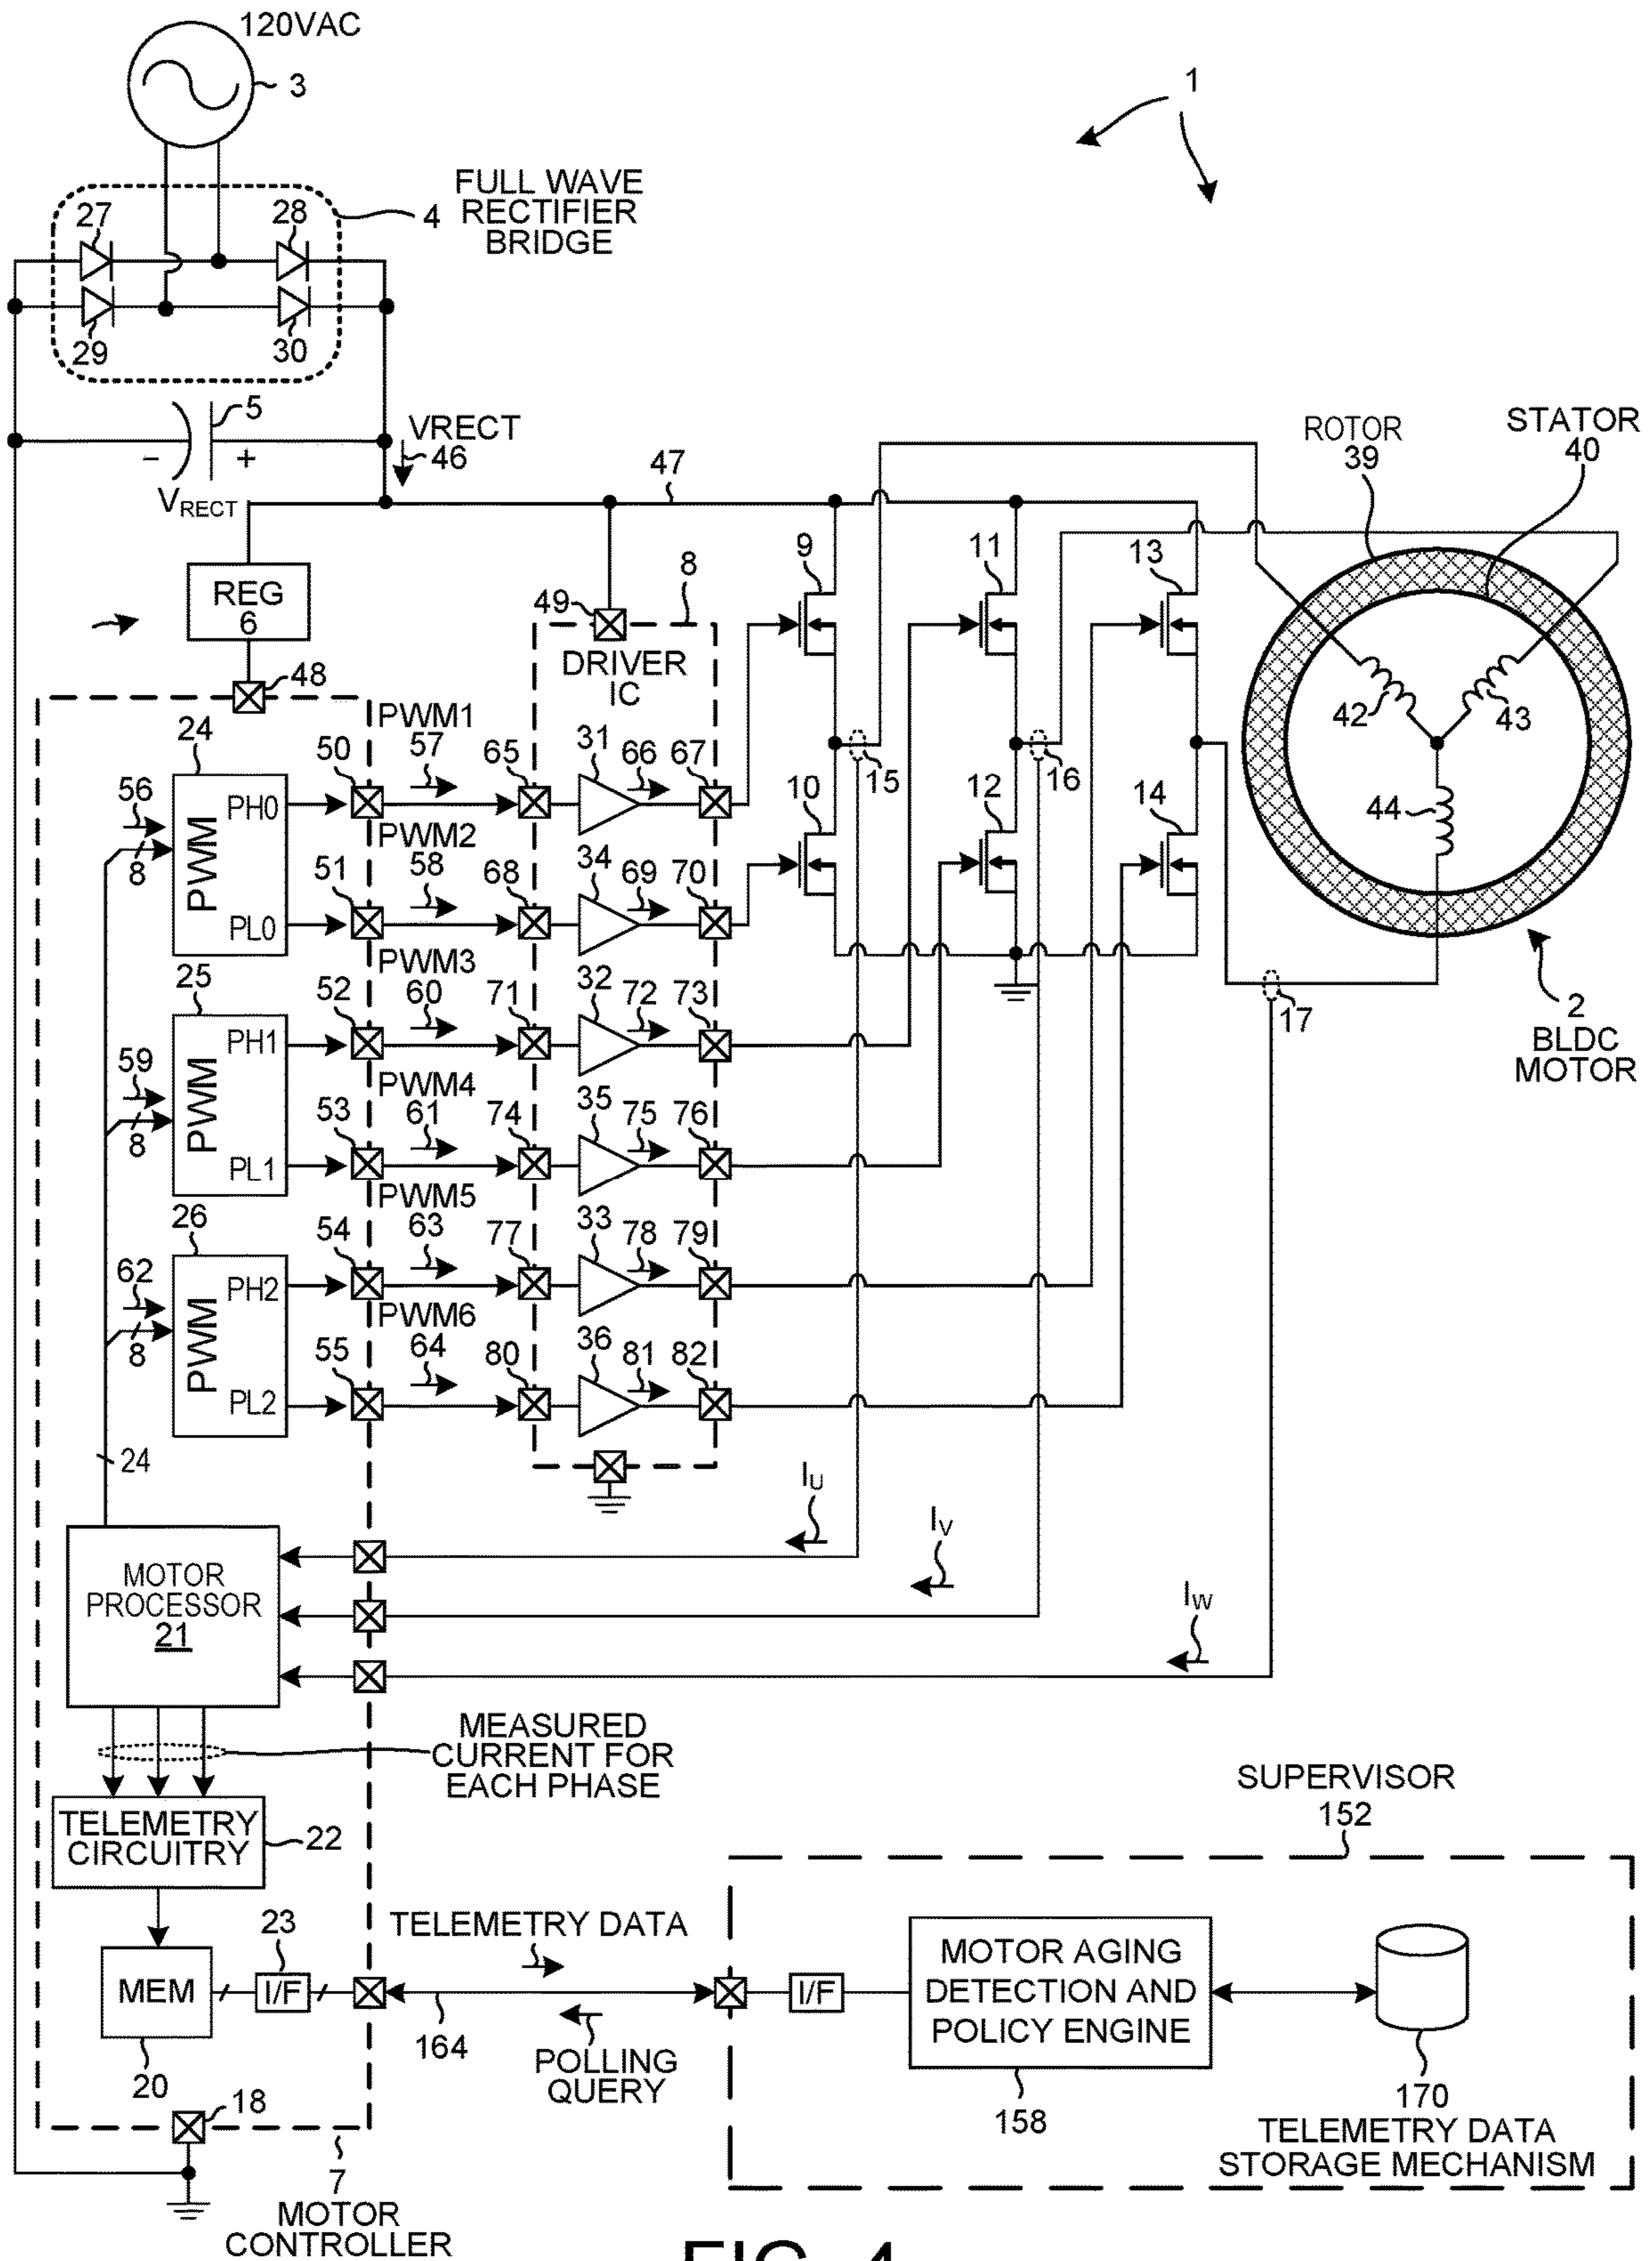 120VAC
3
1
FULL WAVE
RECTIFIER
BRIDGE
4
27
28
29
30
5
−
+
VRECT
VRECT
46
47
ROTOR
39
STATOR
40
REG
6
48
49
8
DRIVER
IC
9
11
13
10
12
14
15
16
17
42
43
44
2
BLDC
MOTOR
24
PWM
PH0
PL0
56
8
50
PWM1
57
65
31
66
67
51
PWM2
58
68
34
69
70
25
PWM
PH1
PL1
59
8
52
PWM3
60
71
32
72
73
53
PWM4
61
74
35
75
76
26
PWM
PH2
PL2
62
8
54
PWM5
63
77
33
78
79
55
PWM6
64
80
36
81
82
24
IU
IV
IW
MOTOR
PROCESSOR
21
MEASURED
CURRENT FOR
EACH PHASE
TELEMETRY
CIRCUITRY
22
MEM
20
23
I/F
18
7
MOTOR
CONTROLLER
TELEMETRY DATA
164
POLLING
QUERY
SUPERVISOR
152
I/F
MOTOR AGING
DETECTION AND
POLICY ENGINE
158
170
TELEMETRY DATA
STORAGE MECHANISM
FIG. 4